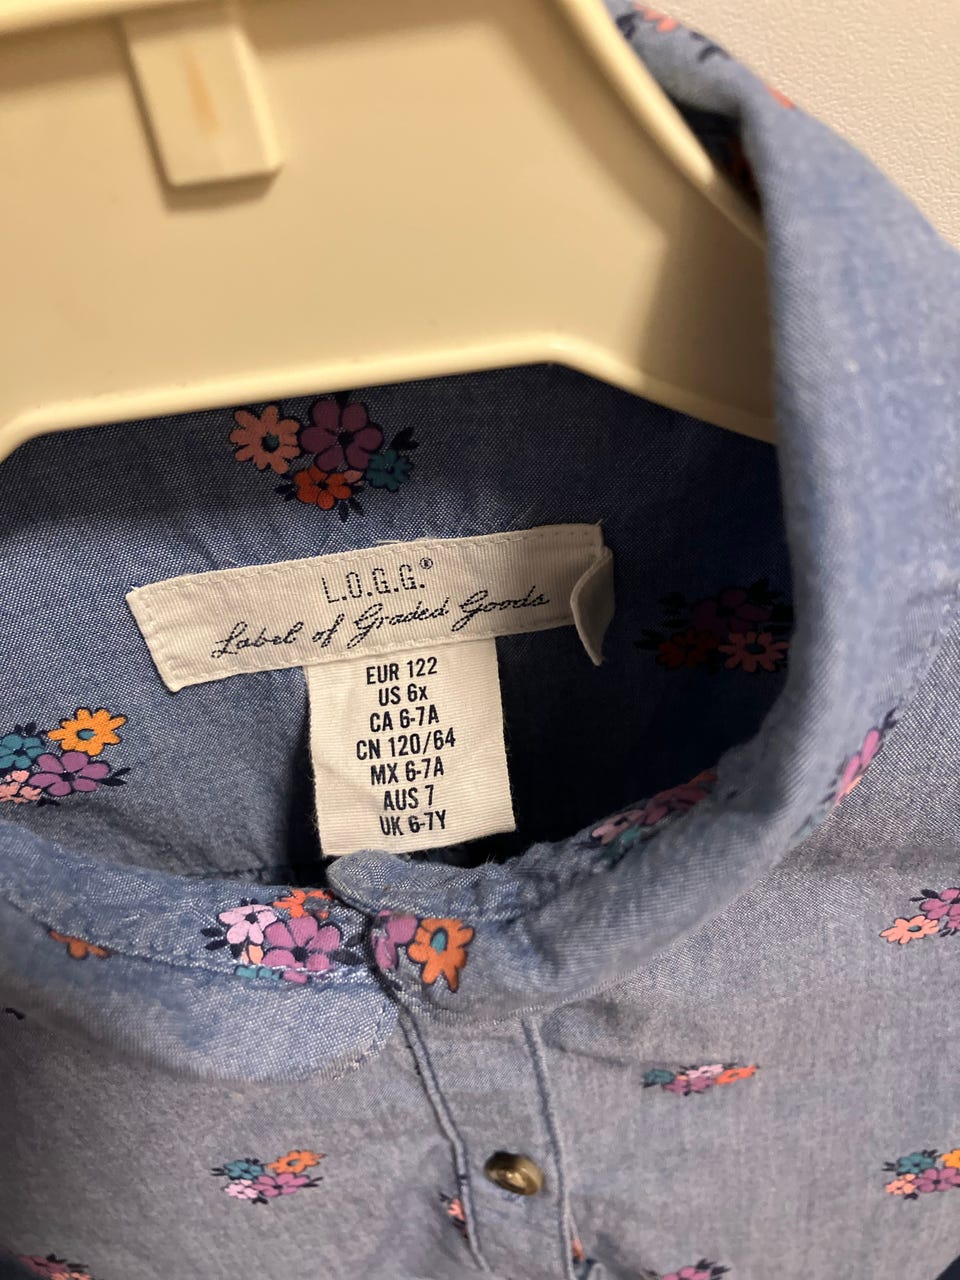 L.O.G.G.®
Label of Graded Goods
EUR 122
US 6x
CA 6-7A
CN 120/64
MX 6-7A
AUS 7
UK 6-7Y